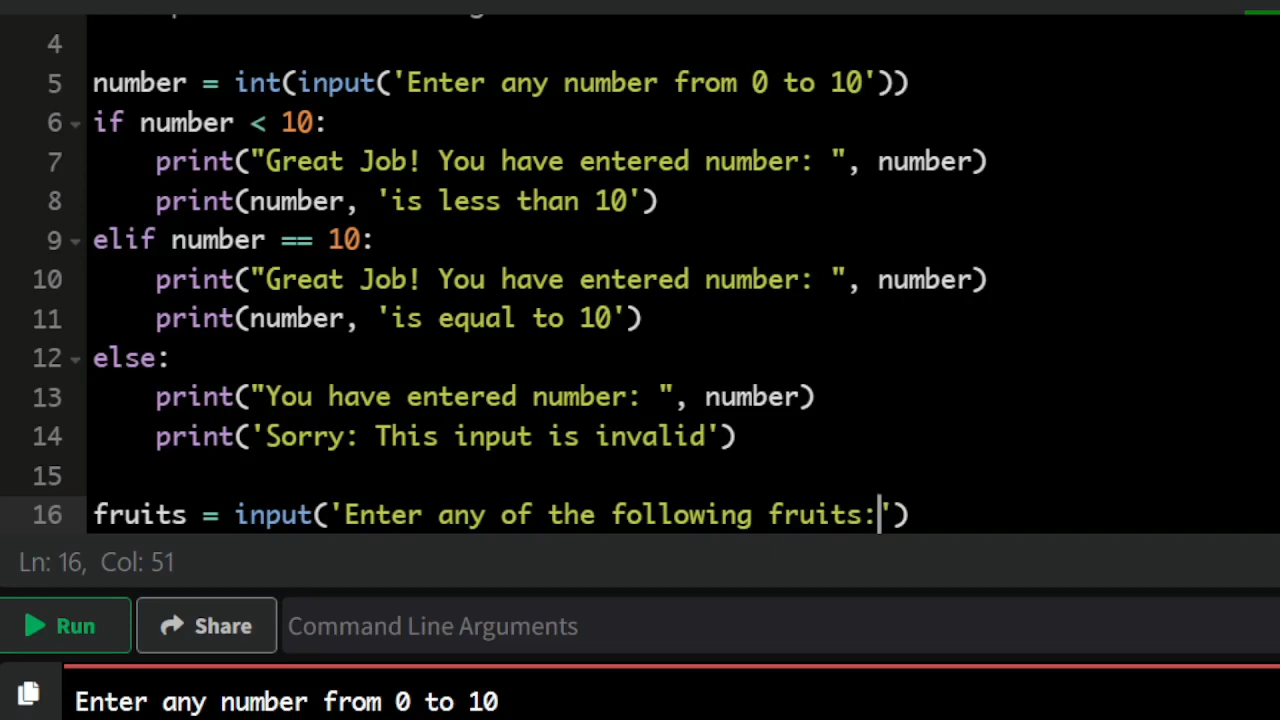 4
5 number = int(input('Enter any number from 0 to 10'))
6 if number < 10:
7 print("Great Job! You have entered number: ", number)
8 print(number, 'is less than 10')
9 elif number == 10:
10 print("Great Job! You have entered number: ", number)
11 print(number, 'is equal to 10')
12 else:
13 print("You have entered number: ", number)
14 print('Sorry: This input is invalid')
15
16 fruits = input('Enter any of the following fruits:')
Ln: 16, Col: 51
Run Share Command Line Arguments
Enter any number from 0 to 10